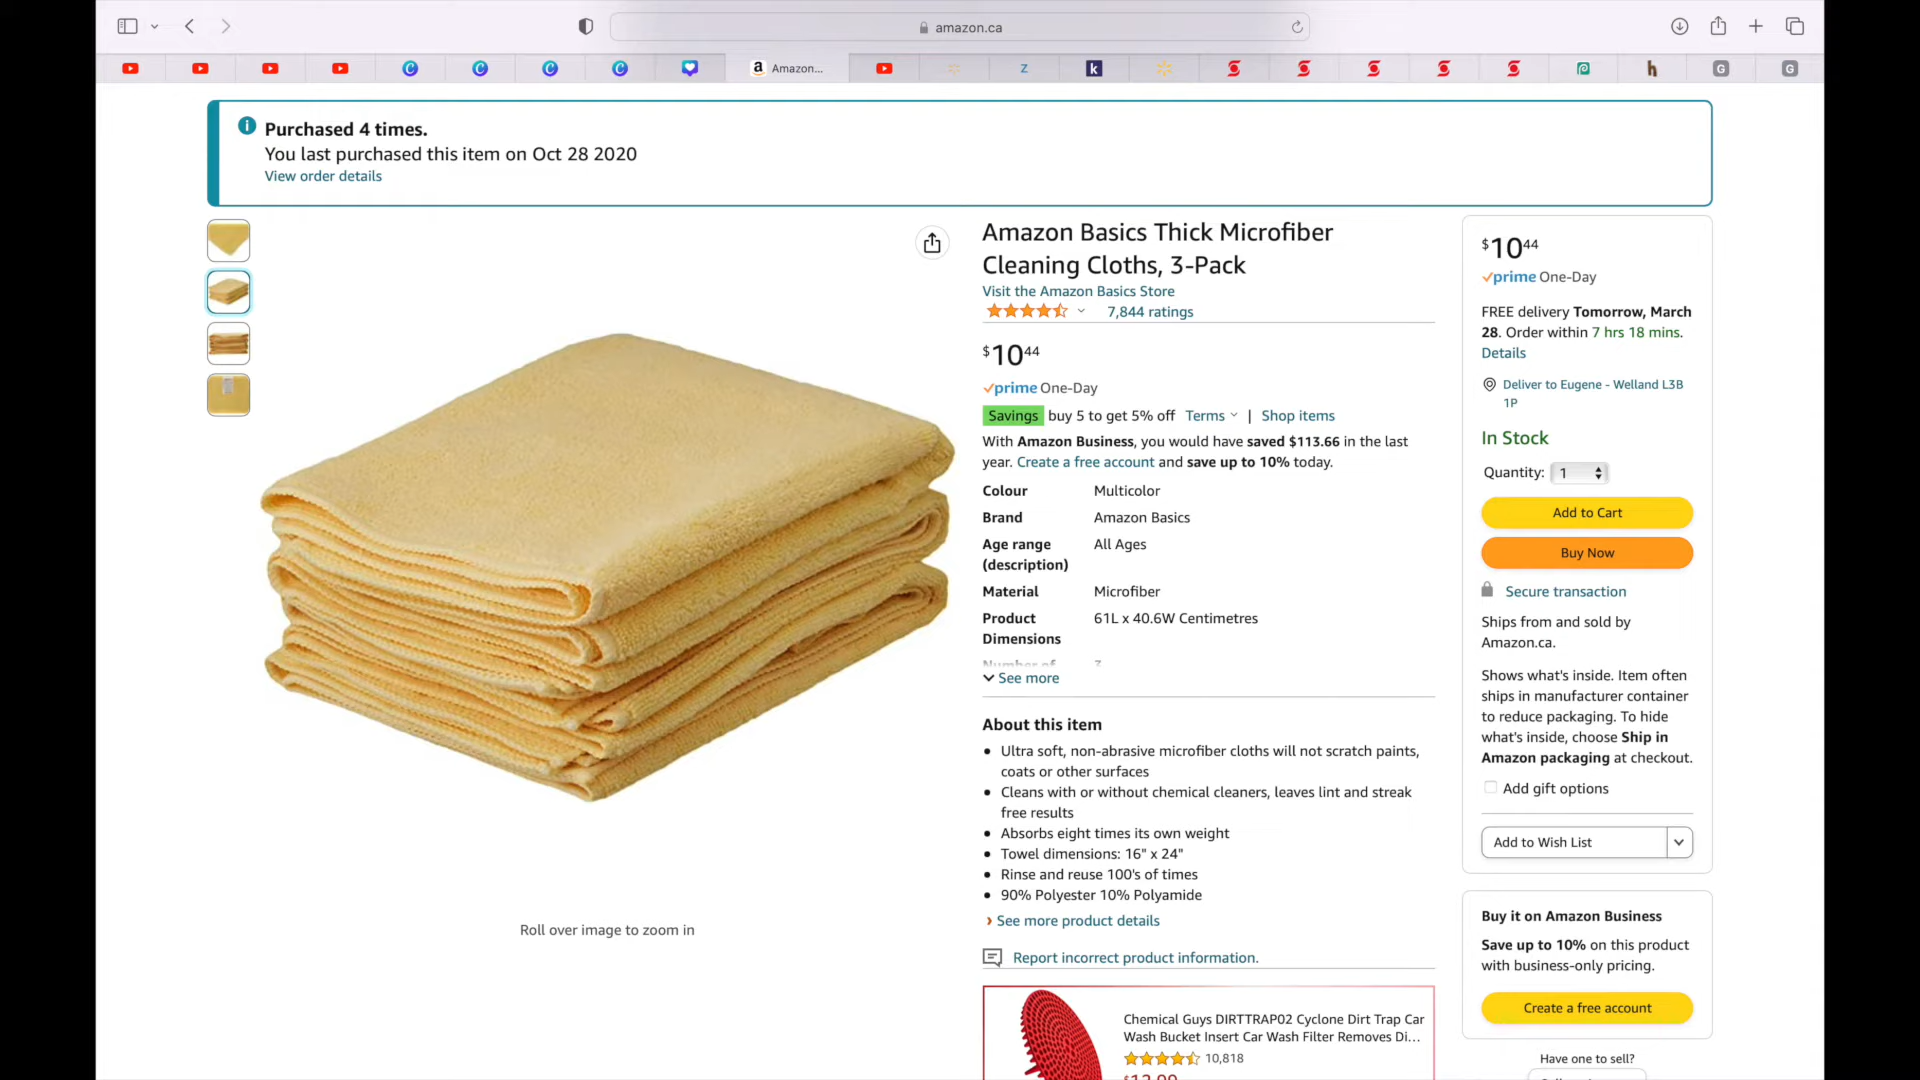 amazon.ca
Amazon...
Purchased 4 times.
You last purchased this item on Oct 28 2020
View order details
Amazon Basics Thick Microfiber
Cleaning Cloths, 3-Pack
Visit the Amazon Basics Store
7,844 ratings
$10.44
prime One-Day
Savings buy 5 to get 5% off Terms | Shop items
With Amazon Business, you would have saved $113.66 in the last
year. Create a free account and save up to 10% today.
Colour Multicolor
Brand Amazon Basics
Age range All Ages
(description)
Material Microfiber
Product 61L x 40.6W Centimetres
Dimensions
Number of 3
See more
About this item
• Ultra soft, non-abrasive microfiber cloths will not scratch paints,
coats or other surfaces
• Cleans with or without chemical cleaners, leaves lint and streak
free results
• Absorbs eight times its own weight
• Towel dimensions: 16" x 24"
• Rinse and reuse 100's of times
• 90% Polyester 10% Polyamide
› See more product details
Report incorrect product information.
Chemical Guys DIRTTRAP02 Cyclone Dirt Trap Car
Wash Bucket Insert Car Wash Filter Removes Di...
10,818
Roll over image to zoom in
$10.44
prime One-Day
FREE delivery Tomorrow, March
28. Order within 7 hrs 18 mins.
Details
Deliver to Eugene - Welland L3B
1P
In Stock
Quantity: 1
Add to Cart
Buy Now
Secure transaction
Ships from and sold by
Amazon.ca.
Shows what's inside. Item often
ships in manufacturer container
to reduce packaging. To hide
what's inside, choose Ship in
Amazon packaging at checkout.
Add gift options
Add to Wish List
Buy it on Amazon Business
Save up to 10% on this product
with business-only pricing.
Create a free account
Have one to sell?